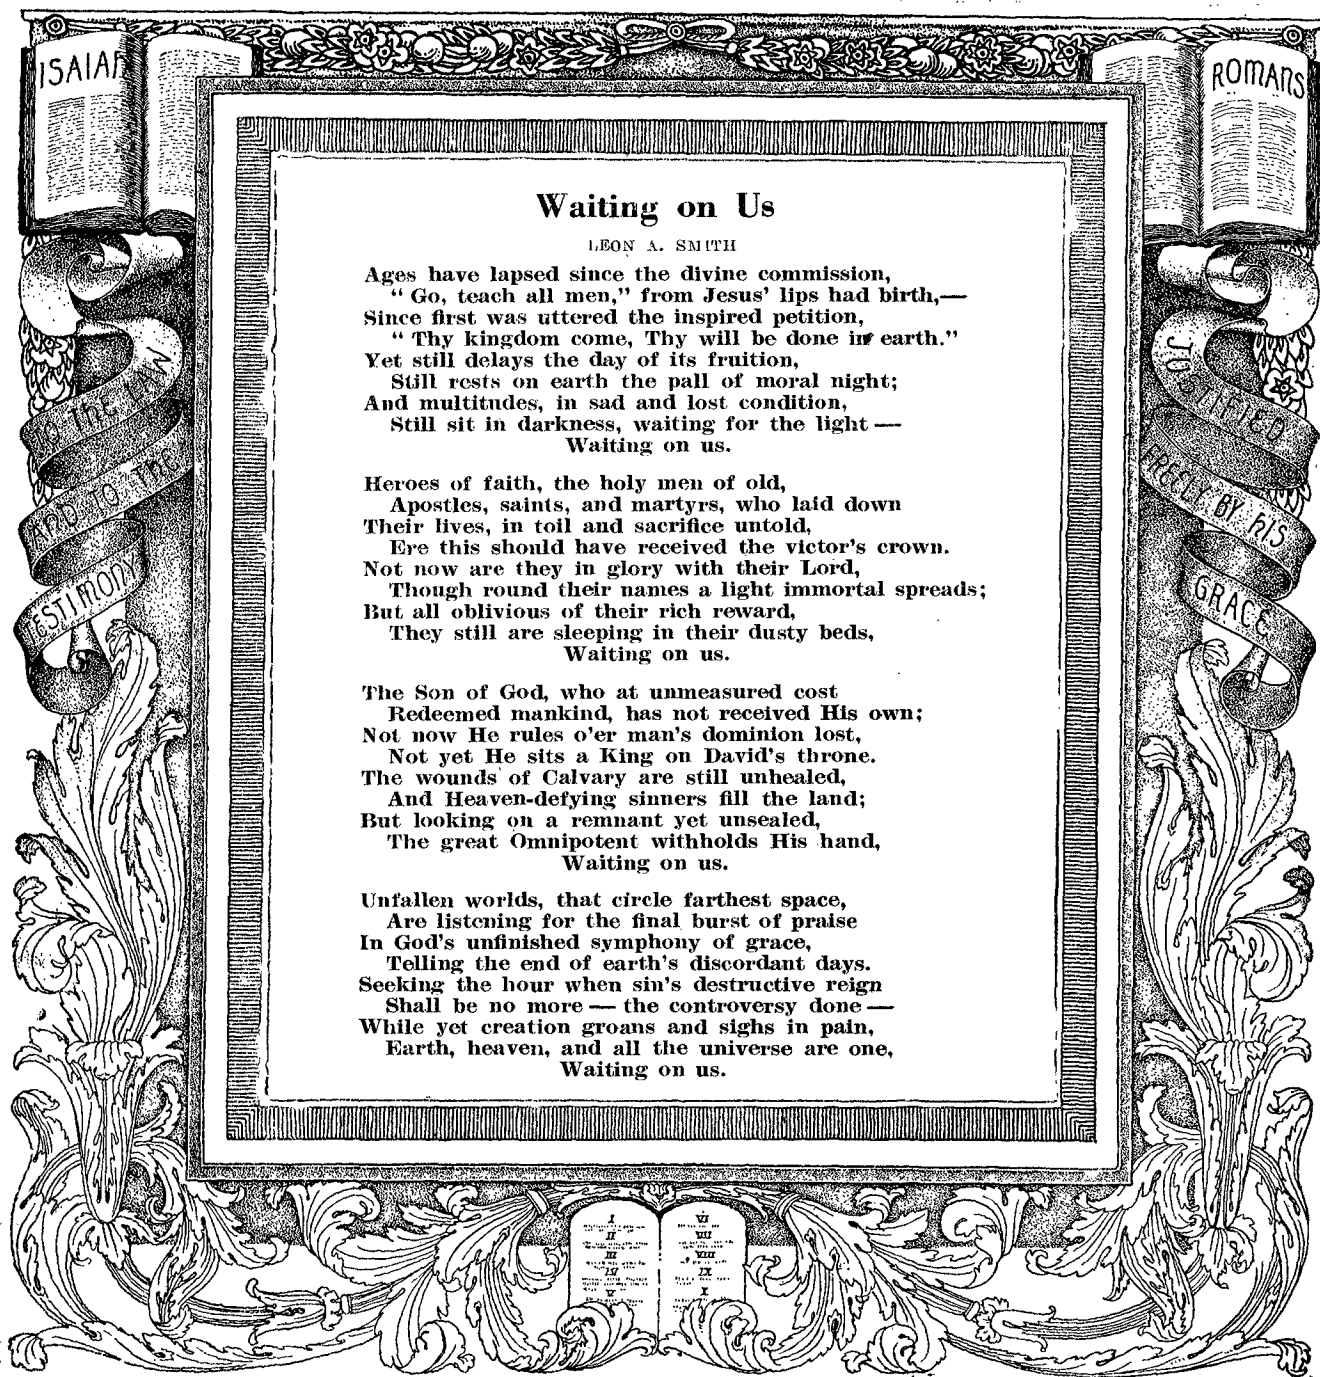 ISAIAH
ROMANS
TO THE LAW
AND TO THE
TESTIMONY
JUSTIFIED
FREELY BY HIS
GRACE
Waiting on Us
LEON A. SMITH
Ages have lapsed since the divine commission,
“ Go, teach all men,” from Jesus’ lips had birth,—
Since first was uttered the inspired petition,
“ Thy kingdom come, Thy will be done in earth.”
Yet still delays the day of its fruition,
Still rests on earth the pall of moral night;
And multitudes, in sad and lost condition,
Still sit in darkness, waiting for the light —
Waiting on us.
Heroes of faith, the holy men of old,
Apostles, saints, and martyrs, who laid down
Their lives, in toil and sacrifice untold,
Ere this should have received the victor’s crown.
Not now are they in glory with their Lord,
Though round their names a light immortal spreads;
But all oblivious of their rich reward,
They still are sleeping in their dusty beds,
Waiting on us.
The Son of God, who at unmeasured cost
Redeemed mankind, has not received His own;
Not now He rules o’er man’s dominion lost,
Not yet He sits a King on David’s throne.
The wounds of Calvary are still unhealed,
And Heaven-defying sinners fill the land;
But looking on a remnant yet unsealed,
The great Omnipotent withholds His hand,
Waiting on us.
Unfallen worlds, that circle farthest space,
Are listening for the final burst of praise
In God’s unfinished symphony of grace,
Telling the end of earth’s discordant days.
Seeking the hour when sin’s destructive reign
Shall be no more — the controversy done —
While yet creation groans and sighs in pain,
Earth, heaven, and all the universe are one,
Waiting on us.
I VI
II VII
III VIII
IV IX
V X